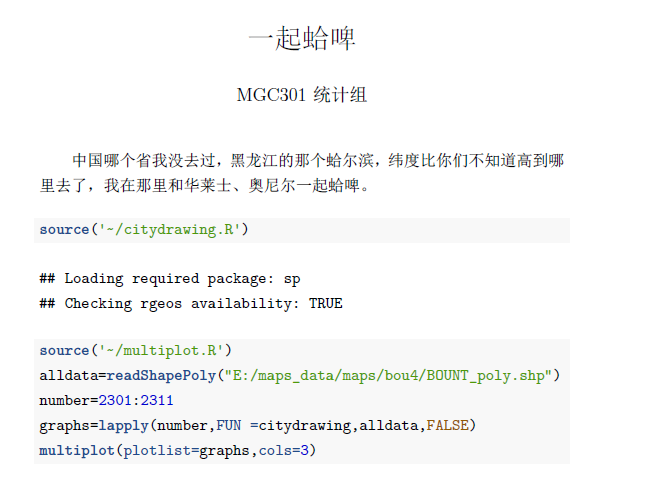 一起蛤啤
MGC301 统计组
中国哪个省我没去过，黑龙江的那个蛤尔滨，纬度比你们不知道高到哪
里去了，我在那里和华莱士、奥尼尔一起蛤啤。
source('~/citydrawing.R')
## Loading required package: sp
## Checking rgeos availability: TRUE
source('~/multiplot.R')
alldata=readShapePoly("E:/maps_data/maps/bou4/BOUNT_poly.shp")
number=2301:2311
graphs=lapply(number,FUN =citydrawing,alldata,FALSE)
multiplot(plotlist=graphs,cols=3)